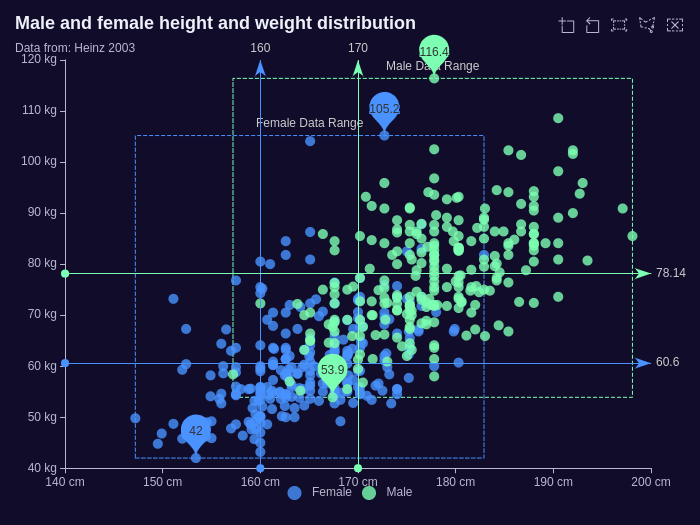 Male and female height and weight distribution
Data from: Heinz 2003
160
170
116.4
Male Data Range
105.2
Female Data Range
120 kg
110 kg
100 kg
90 kg
80 kg
78.14
70 kg
60 kg
60.6
53.9
50 kg
42
40 kg
140 cm
150 cm
160 cm
170 cm
180 cm
190 cm
200 cm
Female
Male